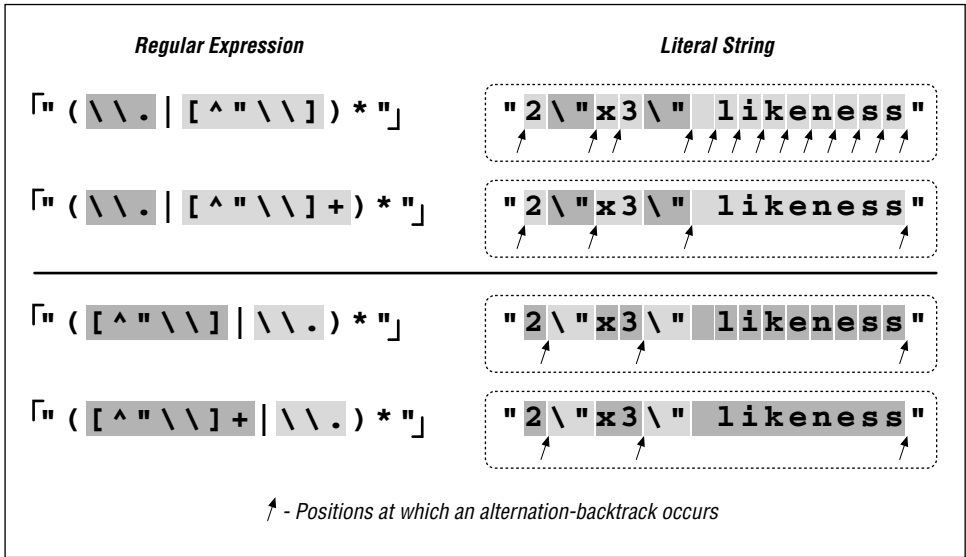 Regular Expression Literal String
⌈"(\\.|[^"\\])*"⌋ "2\"x3\" likeness"
⌈"(\\.|[^"\\]+)*"⌋ "2\"x3\" likeness"
⌈"([^"\\]|\\.)*"⌋ "2\"x3\" likeness"
⌈"([^"\\]+|\\.)*"⌋ "2\"x3\" likeness"
- Positions at which an alternation-backtrack occurs